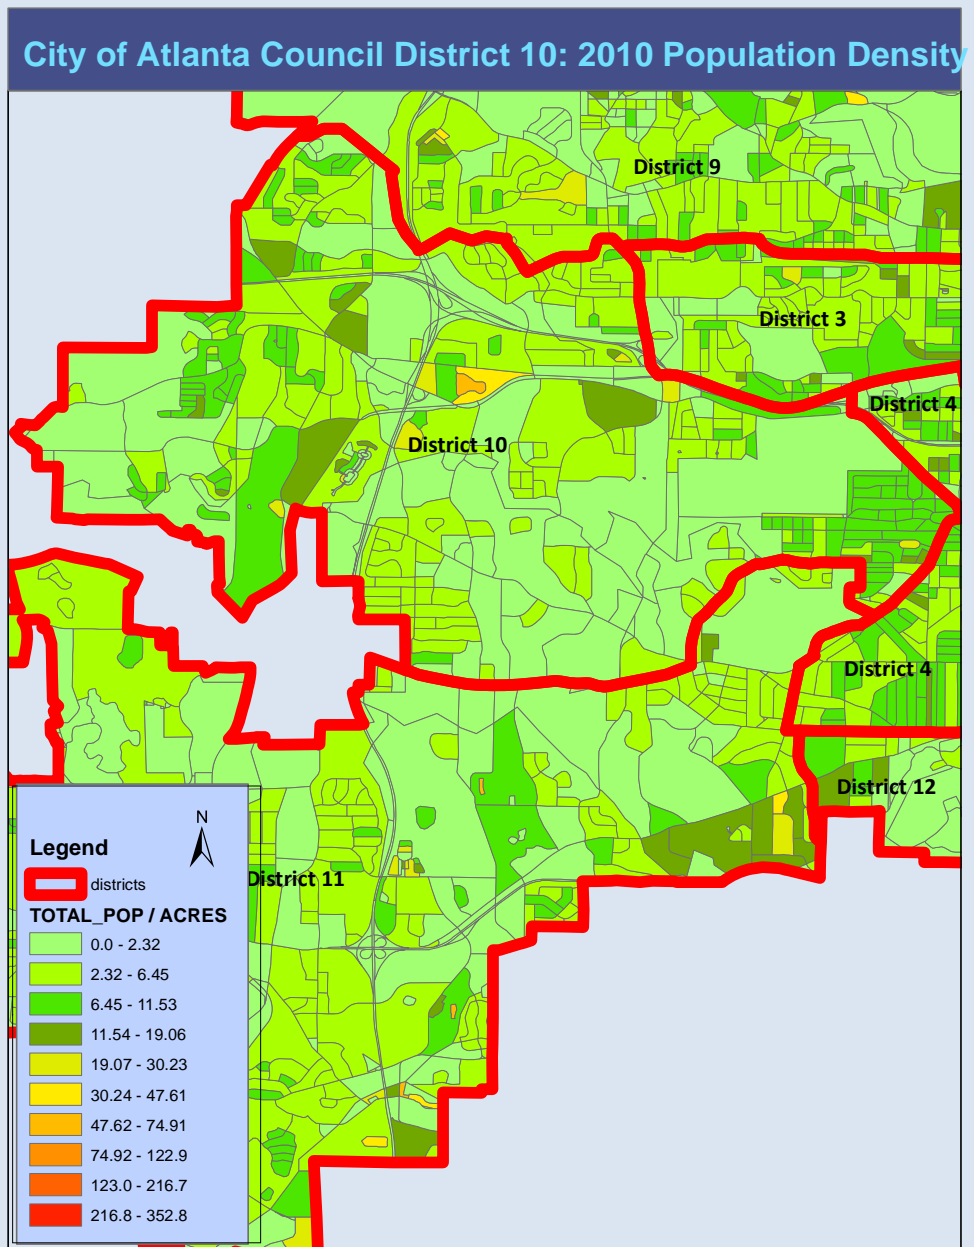 City of Atlanta Council District 10: 2010 Population Density
District 9
District 3
District 4
District 10
District 4
District 12
District 11
N
Legend
districts
TOTAL_POP / ACRES
0.0 - 2.32
2.32 - 6.45
6.45 - 11.53
11.54 - 19.06
19.07 - 30.23
30.24 - 47.61
47.62 - 74.91
74.92 - 122.9
123.0 - 216.7
216.8 - 352.8